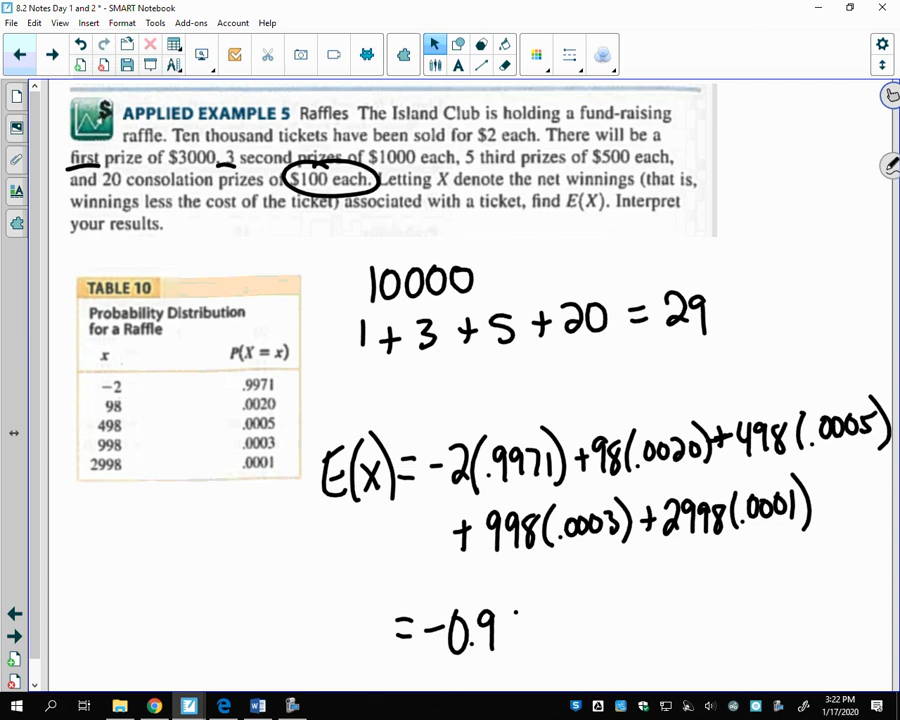 8.2 Notes Day 1 and 2 * - SMART Notebook
File Edit View Insert Format Tools Add-ons Account Help
APPLIED EXAMPLE 5 Raffles The Island Club is holding a fund-raising
raffle. Ten thousand tickets have been sold for $2 each. There will be a
first prize of $3000, 3 second prizes of $1000 each, 5 third prizes of $500 each,
and 20 consolation prizes of $100 each. Letting X denote the net winnings (that is,
winnings less the cost of the ticket) associated with a ticket, find E(X). Interpret
your results.
TABLE 10
Probability Distribution
for a Raffle
x P(X = x)
−2 .9971
98 .0020
498 .0005
998 .0003
2998 .0001
10000
1 + 3 + 5 + 20 = 29
E(X) = -2(.9971) + 98(.0020) + 498(.0005)
+ 998(.0003) + 2998(.0001)
= -0.9
3:22 PM
1/17/2020